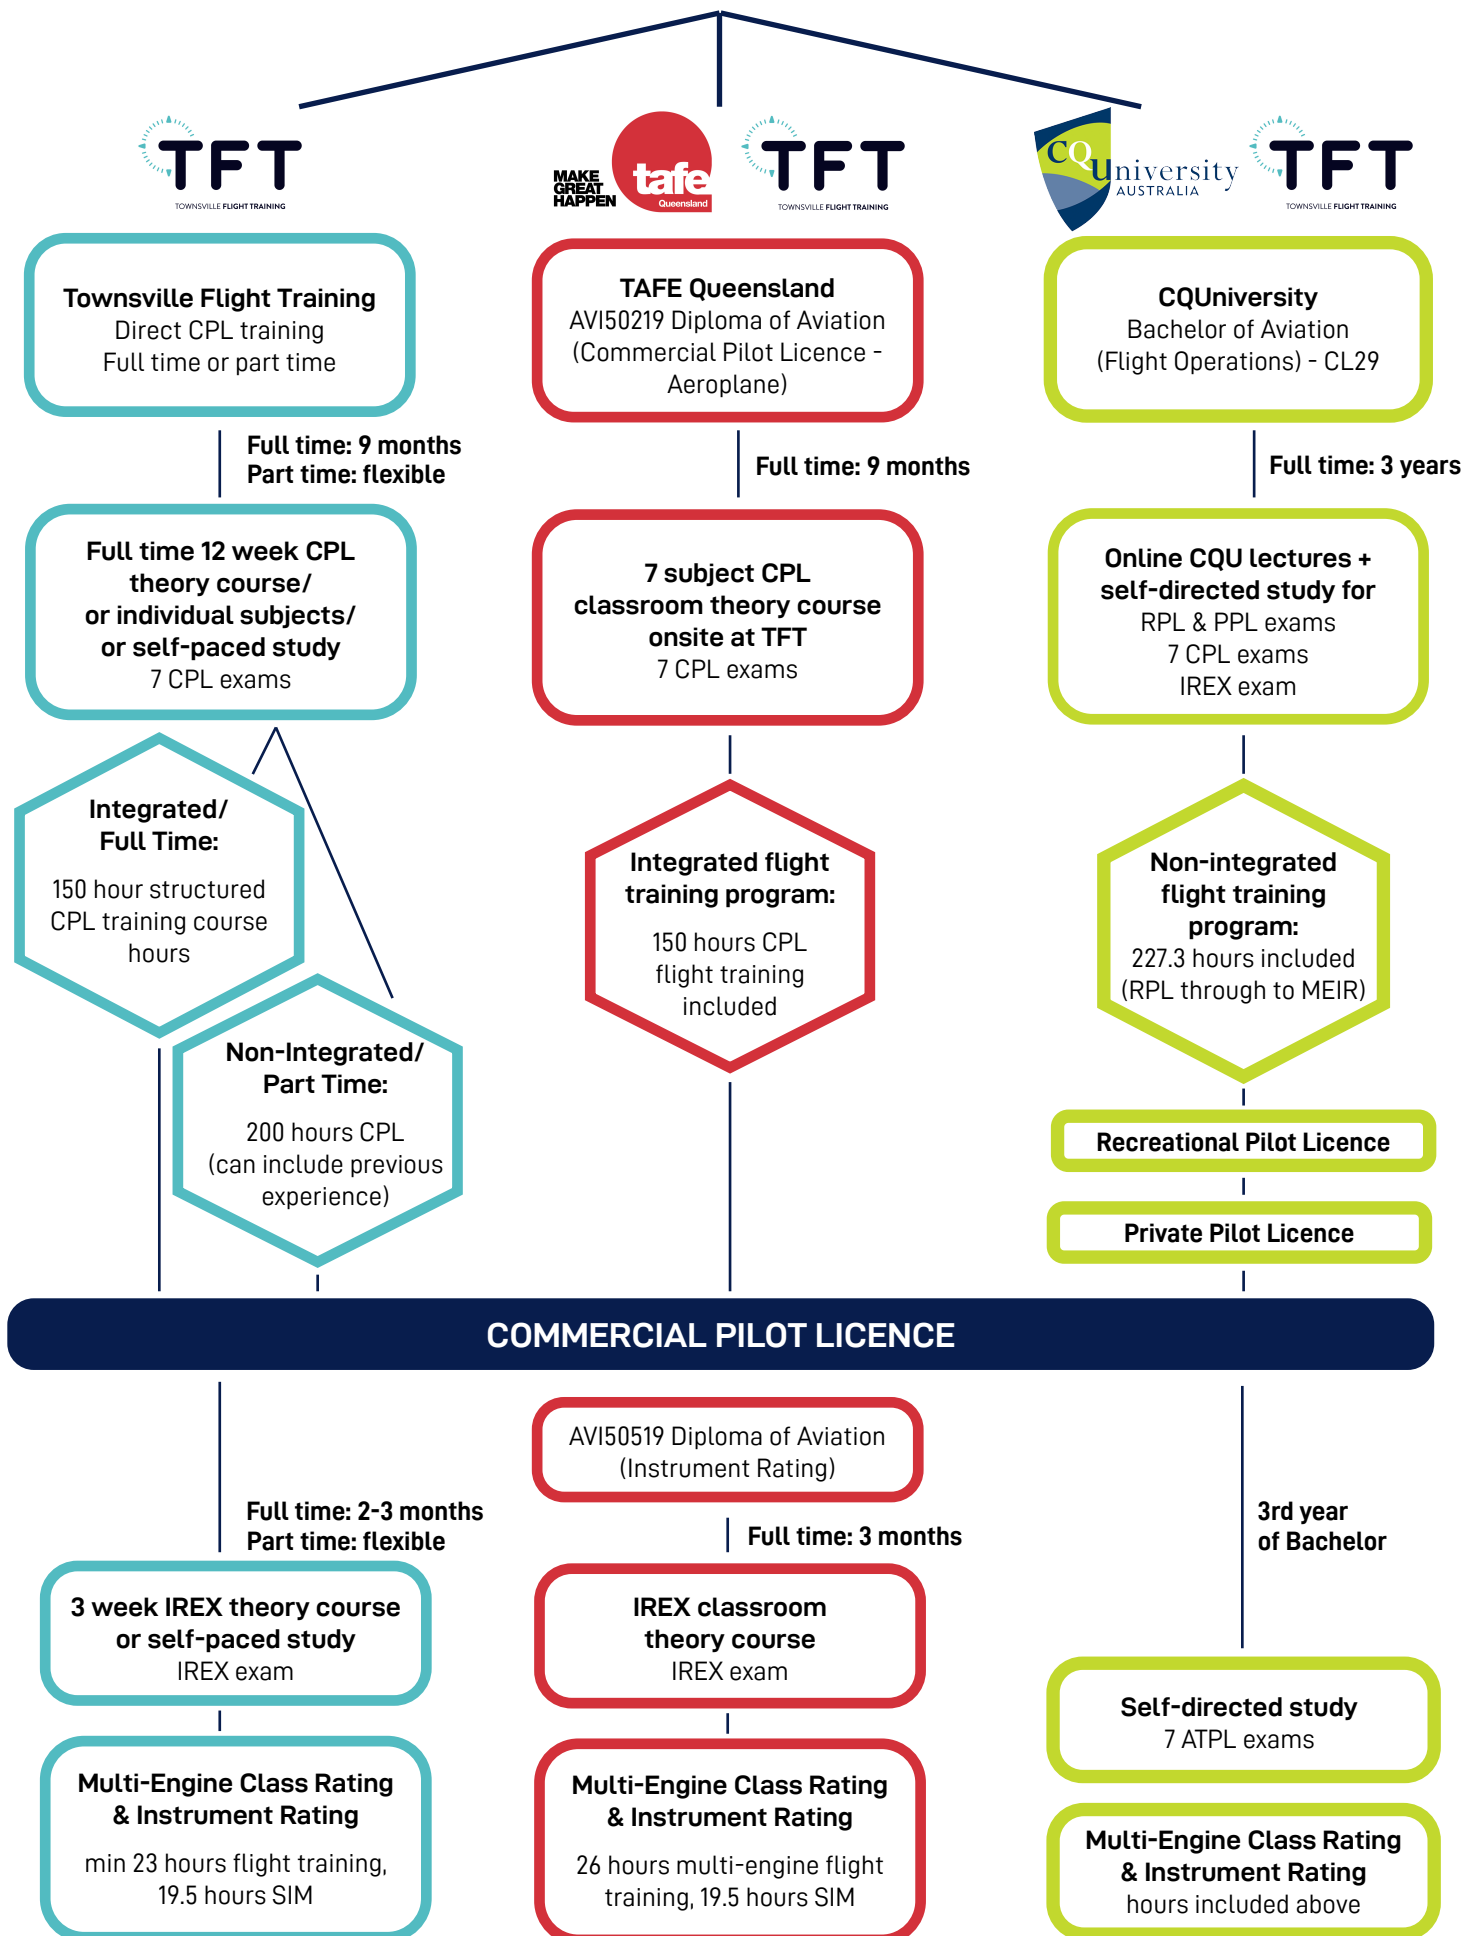 TFT
TOWNSVILLE FLIGHT TRAINING
MAKE
GREAT
HAPPEN
tafe
Queensland
TFT
TOWNSVILLE FLIGHT TRAINING
CQUniversity
AUSTRALIA
TFT
TOWNSVILLE FLIGHT TRAINING
Townsville Flight Training
Direct CPL training
Full time or part time
TAFE Queensland
AVI50219 Diploma of Aviation
(Commercial Pilot Licence -
Aeroplane)
CQUniversity
Bachelor of Aviation
(Flight Operations) - CL29
Full time: 9 months
Part time: flexible
Full time: 9 months
Full time: 3 years
Full time 12 week CPL
theory course/
or individual subjects/
or self-paced study
7 CPL exams
7 subject CPL
classroom theory course
onsite at TFT
7 CPL exams
Online CQU lectures +
self-directed study for
RPL & PPL exams
7 CPL exams
IREX exam
Integrated/
Full Time:
150 hour structured
CPL training course
hours
Non-Integrated/
Part Time:
200 hours CPL
(can include previous
experience)
Integrated flight
training program:
150 hours CPL
flight training
included
Non-integrated
flight training
program:
227.3 hours included
(RPL through to MEIR)
Recreational Pilot Licence
Private Pilot Licence
COMMERCIAL PILOT LICENCE
Full time: 2-3 months
Part time: flexible
3 week IREX theory course
or self-paced study
IREX exam
Multi-Engine Class Rating
& Instrument Rating
min 23 hours flight training,
19.5 hours SIM
AVI50519 Diploma of Aviation
(Instrument Rating)
Full time: 3 months
IREX classroom
theory course
IREX exam
Multi-Engine Class Rating
& Instrument Rating
26 hours multi-engine flight
training, 19.5 hours SIM
3rd year
of Bachelor
Self-directed study
7 ATPL exams
Multi-Engine Class Rating
& Instrument Rating
hours included above